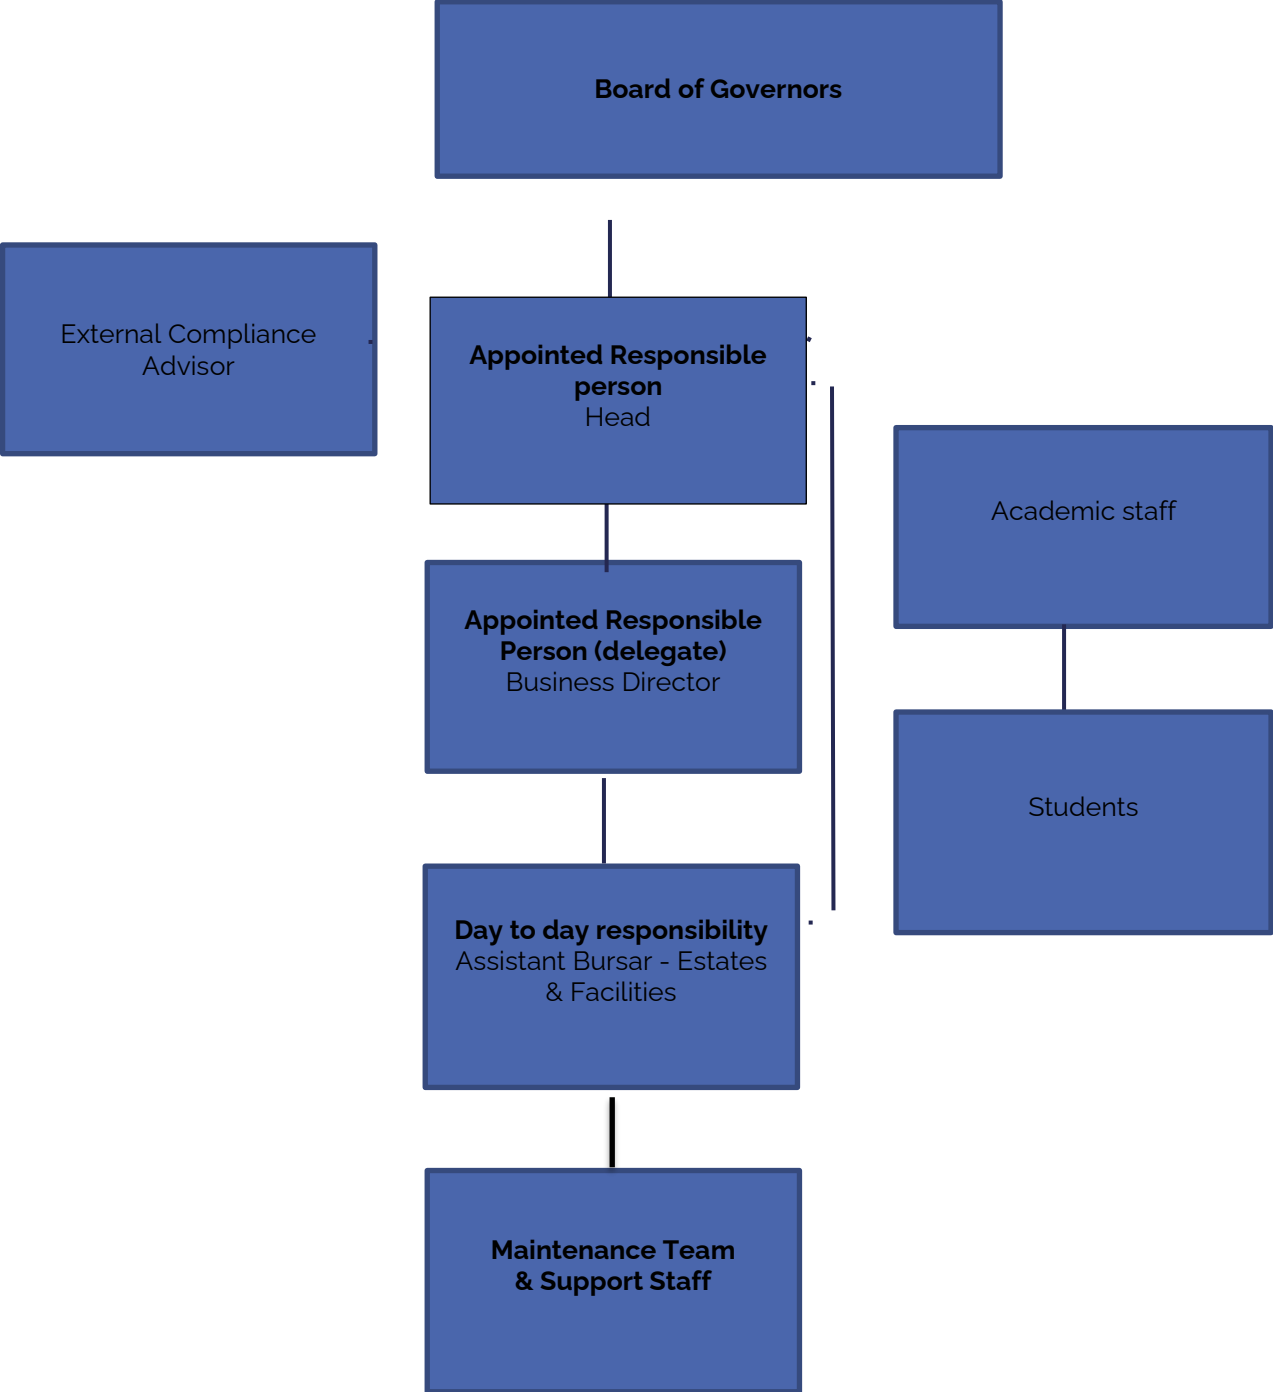 Board of Governors
External Compliance
Advisor
Appointed Responsible
person
Head
Academic staff
Appointed Responsible
Person (delegate)
Business Director
Students
Day to day responsibility
Assistant Bursar - Estates
& Facilities
Maintenance Team
& Support Staff